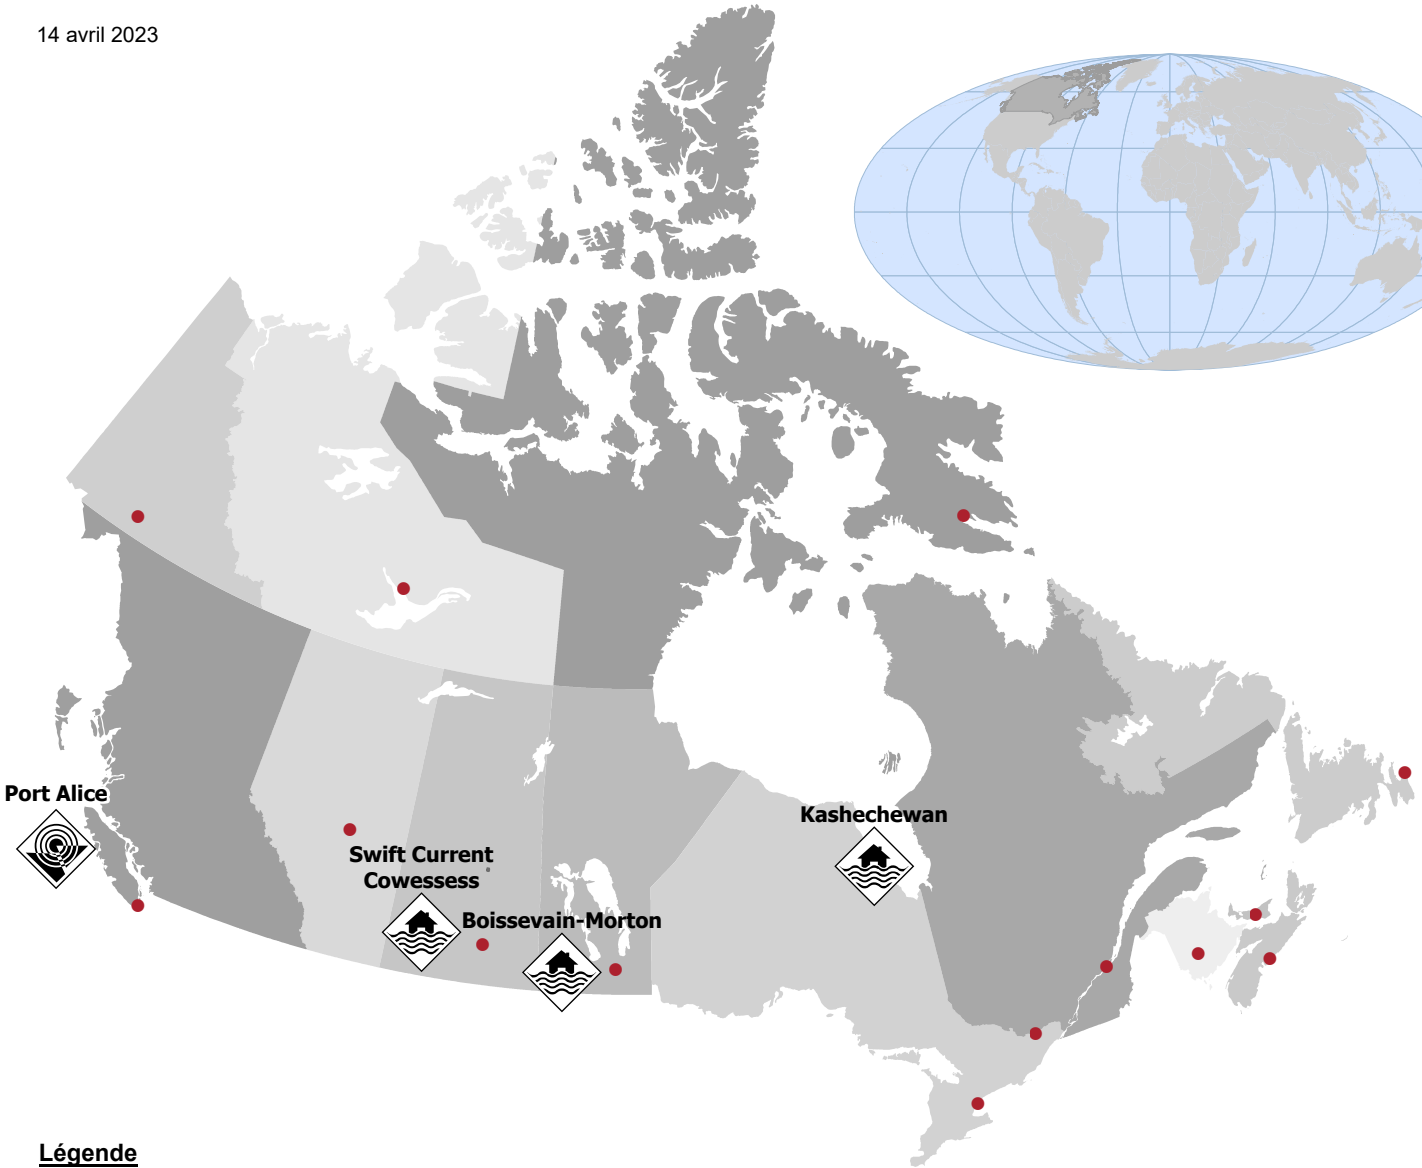 14 avril 2023
Port Alice
Kashechewan
Swift Current
Cowessess
Boissevain-Morton
Légende